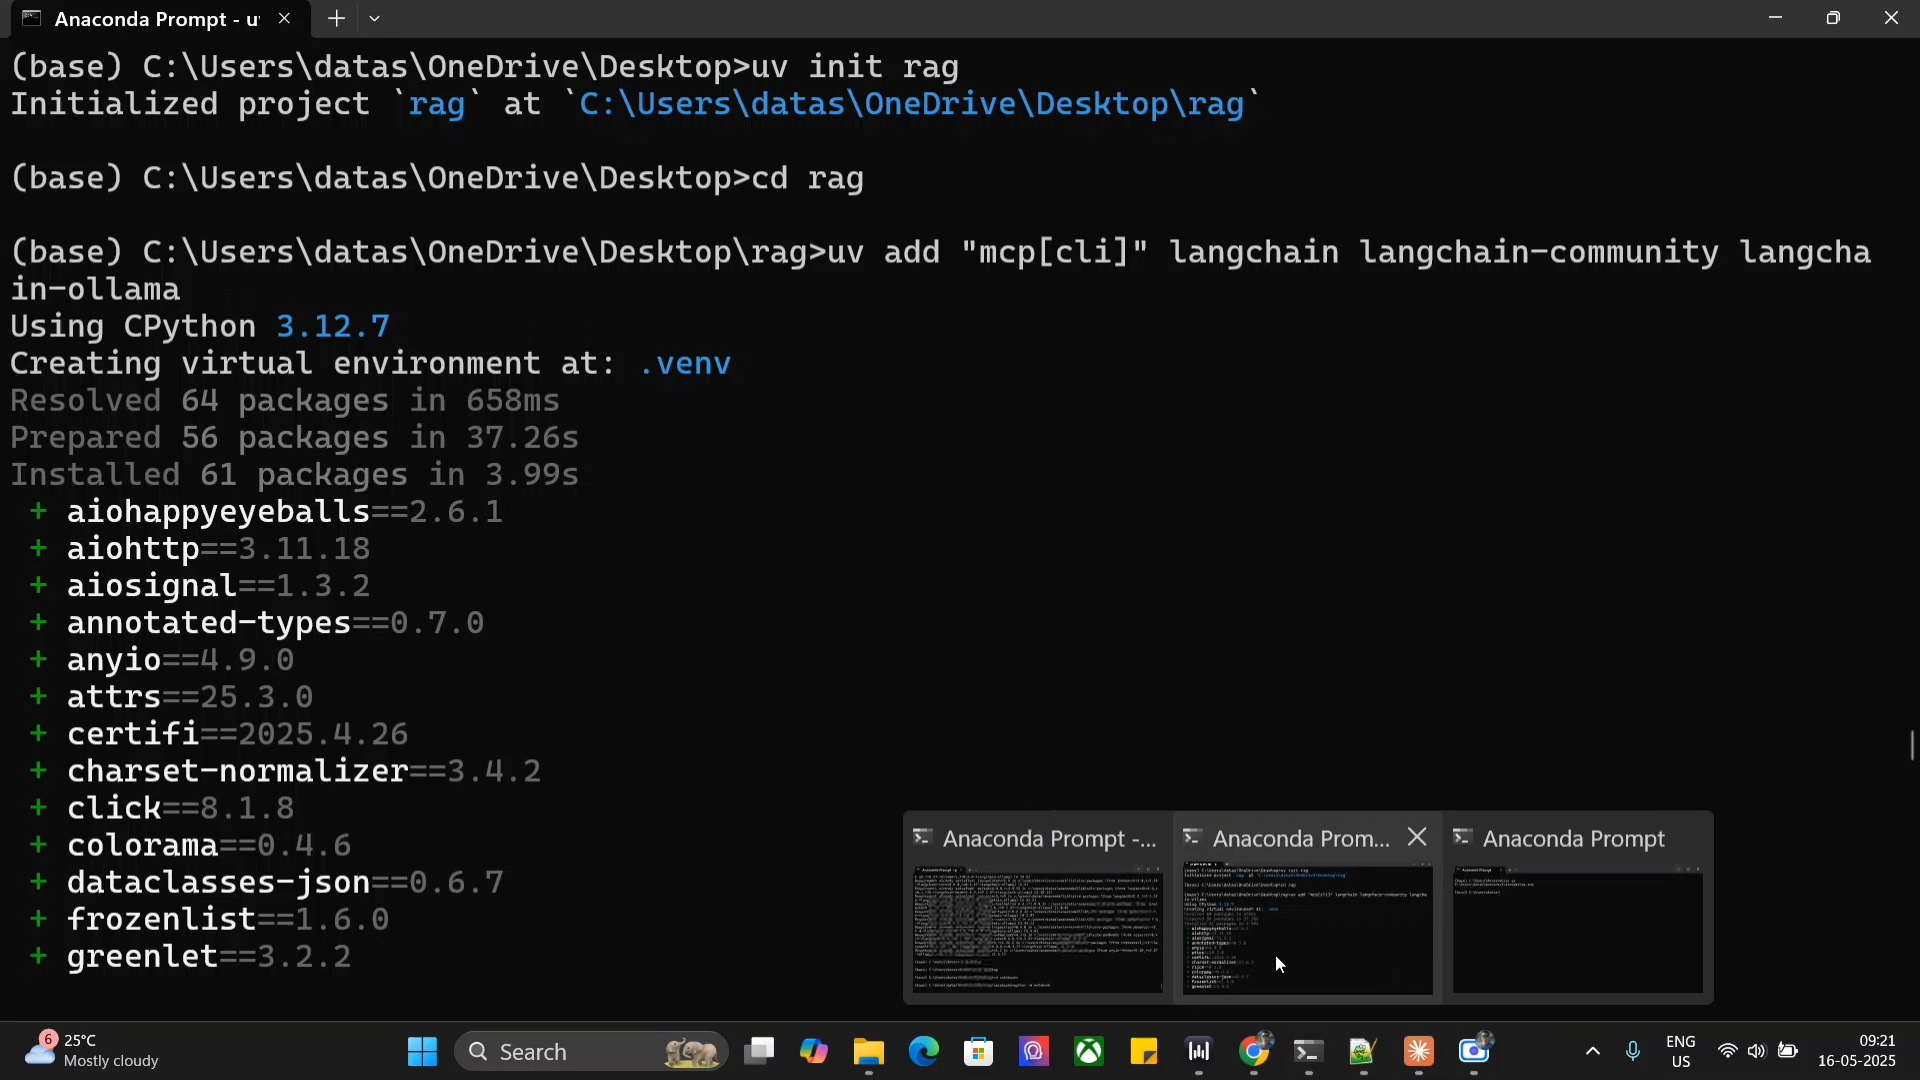 Anaconda Prompt - u
(base) C:\Users\datas\OneDrive\Desktop>uv init rag
Initialized project `rag` at `C:\Users\datas\OneDrive\Desktop\rag`
(base) C:\Users\datas\OneDrive\Desktop>cd rag
(base) C:\Users\datas\OneDrive\Desktop\rag>uv add "mcp[cli]" langchain langchain-community langcha
in-ollama
Using CPython 3.12.7
Creating virtual environment at: .venv
Resolved 64 packages in 658ms
Prepared 56 packages in 37.26s
Installed 61 packages in 3.99s
+ aiohappyeyeballs==2.6.1
+ aiohttp==3.11.18
+ aiosignal==1.3.2
+ annotated-types==0.7.0
+ anyio==4.9.0
+ attrs==25.3.0
+ certifi==2025.4.26
+ charset-normalizer==3.4.2
+ click==8.1.8
+ colorama==0.4.6
+ dataclasses-json==0.6.7
+ frozenlist==1.6.0
+ greenlet==3.2.2
Anaconda Prompt -...
Anaconda Prom...
Anaconda Prompt
6
25°C
Mostly cloudy
Search
ENG
US
09:21
16-05-2025